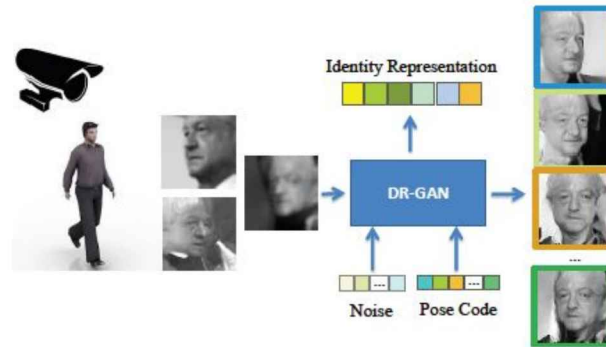 Identity Representation
DR-GAN
...
---
---
Noise
Pose Code